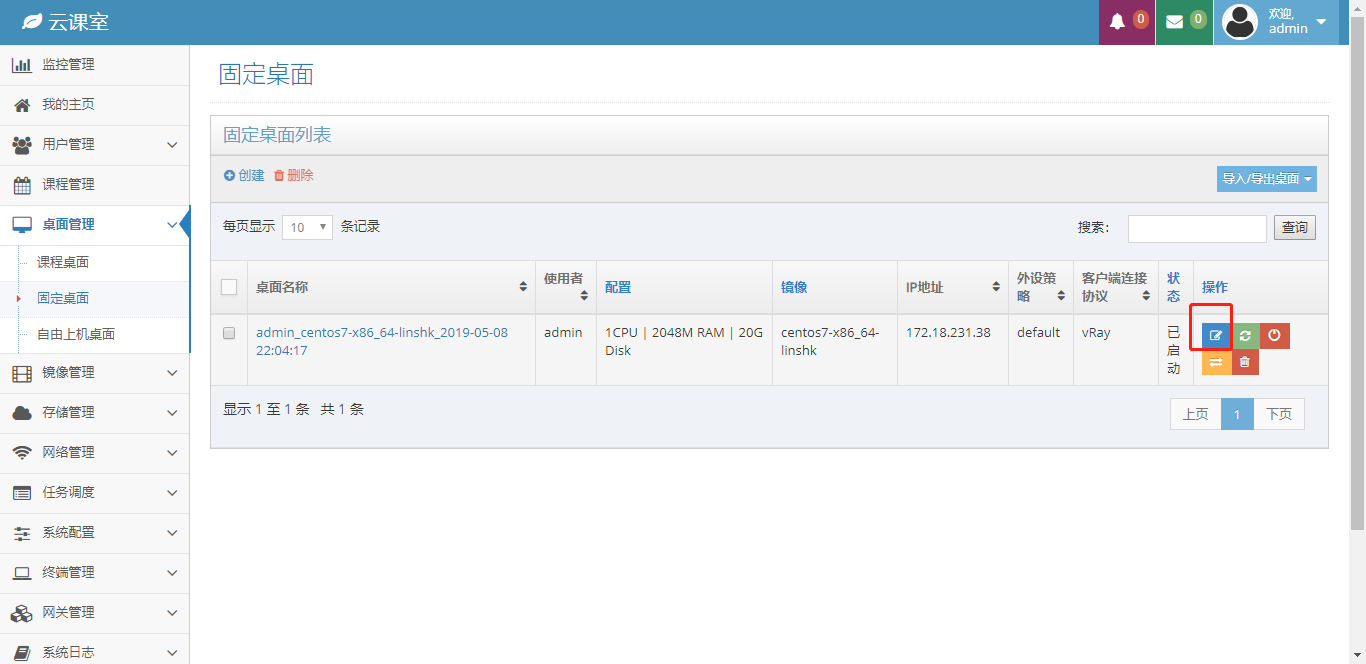 云课室
0
0
欢迎,
admin
监控管理
我的主页
用户管理
课程管理
桌面管理
课程桌面
固定桌面
自由上机桌面
镜像管理
存储管理
网络管理
任务调度
系统配置
终端管理
网关管理
系统日志
固定桌面
固定桌面列表
创建 删除
导入/导出桌面
每页显示 10 条记录
搜索：
查询
桌面名称
使用者
配置
镜像
IP地址
外设策
略
客户端连接
协议
状
态
操作
admin_centos7-x86_64-linshk_2019-05-08
22:04:17
admin
1CPU | 2048M RAM | 20G
Disk
centos7-x86_64-
linshk
172.18.231.38
default
vRay
已
启
动
显示 1 至 1 条 共 1 条
上页 1 下页